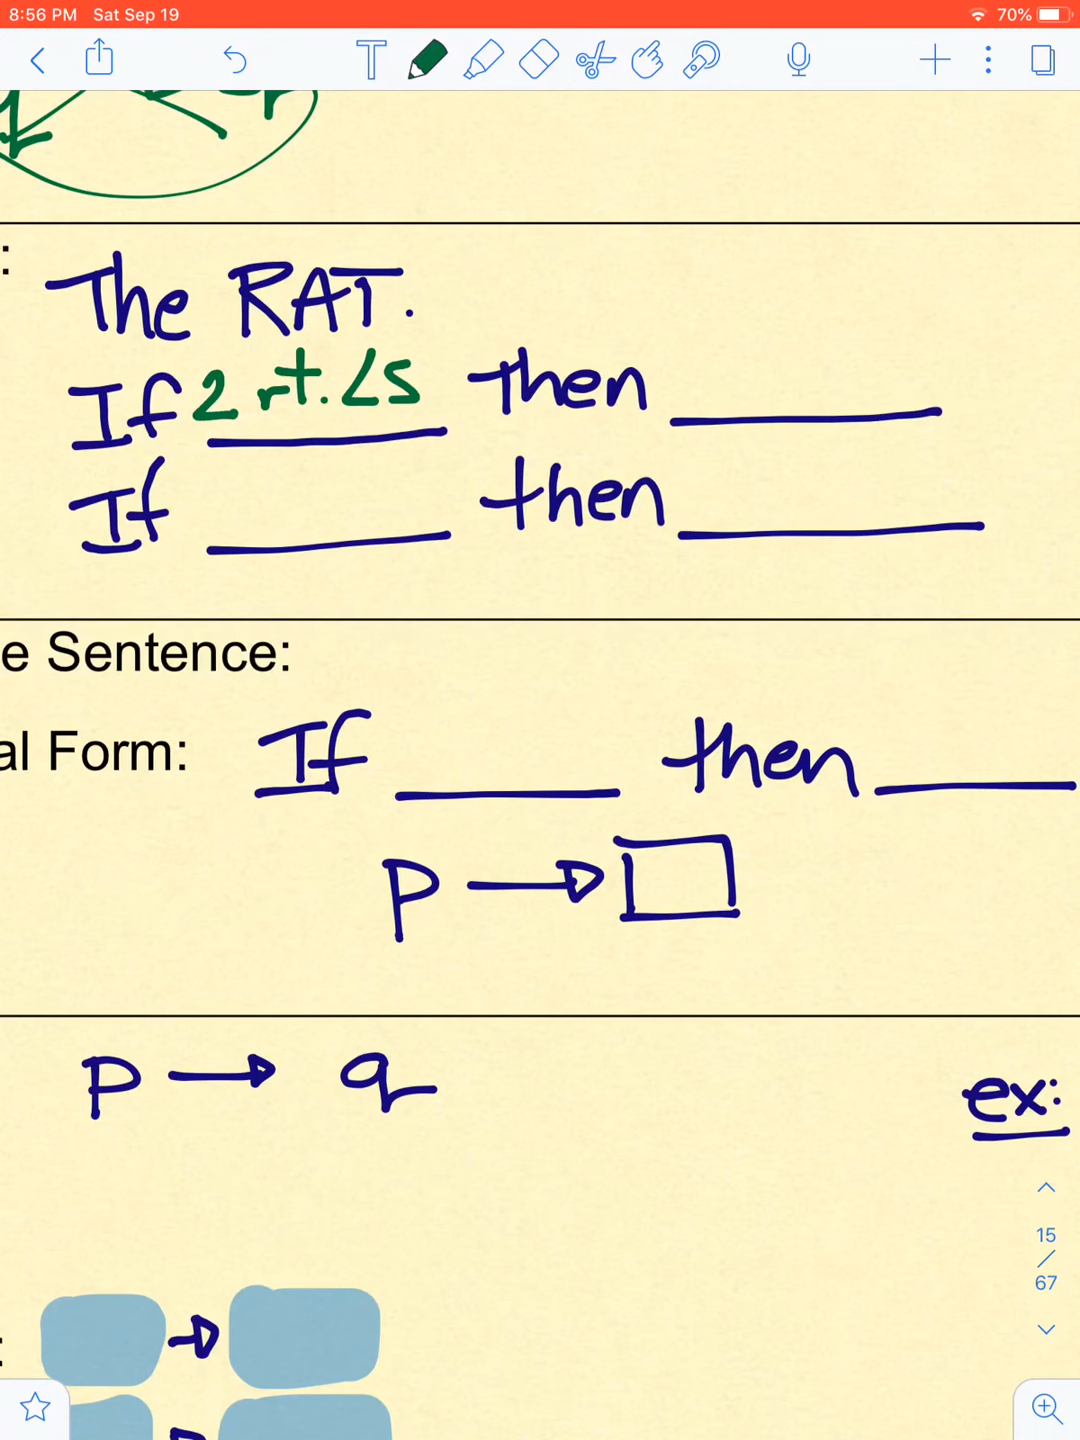 8:56 PM Sat Sep 19 70%
T
:
The RAT.
If 2 rt. ∠s then
If then
e Sentence:
al Form: If then
p →
p → q
ex:
15
/
67
: